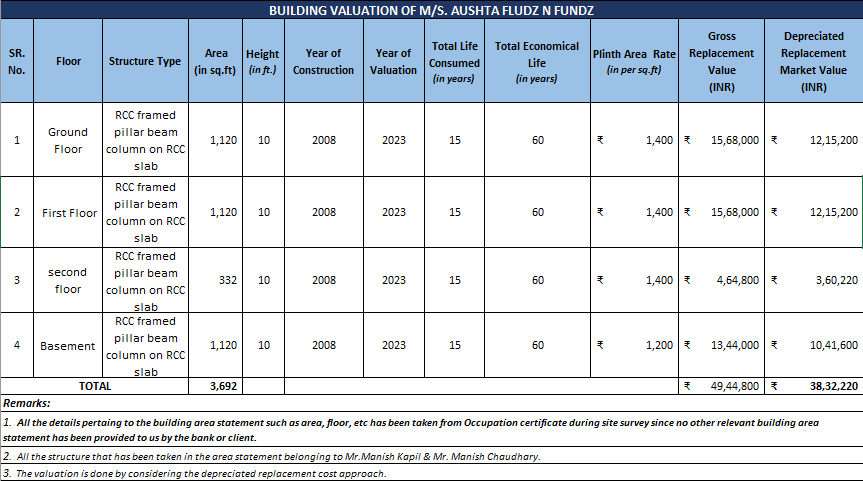 BUILDING VALUATION OF M/S. AUSHTA FLUDZ N FUNDZ
SR. No. Floor Structure Type Area (in sq.ft) Height (in ft.) Year of Construction Year of Valuation Total Life Consumed (in years) Total Economical Life (in years) Plinth Area Rate (in per sq.ft) Gross Replacement Value (INR) Depreciated Replacement Market Value (INR)
1 Ground Floor RCC framed pillar beam column on RCC slab 1,120 10 2008 2023 15 60 ₹ 1,400 ₹ 15,68,000 ₹ 12,15,200
2 First Floor RCC framed pillar beam column on RCC slab 1,120 10 2008 2023 15 60 ₹ 1,400 ₹ 15,68,000 ₹ 12,15,200
3 second floor RCC framed pillar beam column on RCC slab 332 10 2008 2023 15 60 ₹ 1,400 ₹ 4,64,800 ₹ 3,60,220
4 Basement RCC framed pillar beam column on RCC slab 1,120 10 2008 2023 15 60 ₹ 1,200 ₹ 13,44,000 ₹ 10,41,600
TOTAL 3,692 ₹ 49,44,800 ₹ 38,32,220
Remarks:
1. All the details pertaing to the building area statement such as area, floor, etc has been taken from Occupation certificate during site survey since no other relevant building area
statement has been provided to us by the bank or client.
2. All the structure that has been taken in the area statement belonging to Mr.Manish Kapil & Mr. Manish Chaudhary.
3. The valuation is done by considering the depreciated replacement cost approach.